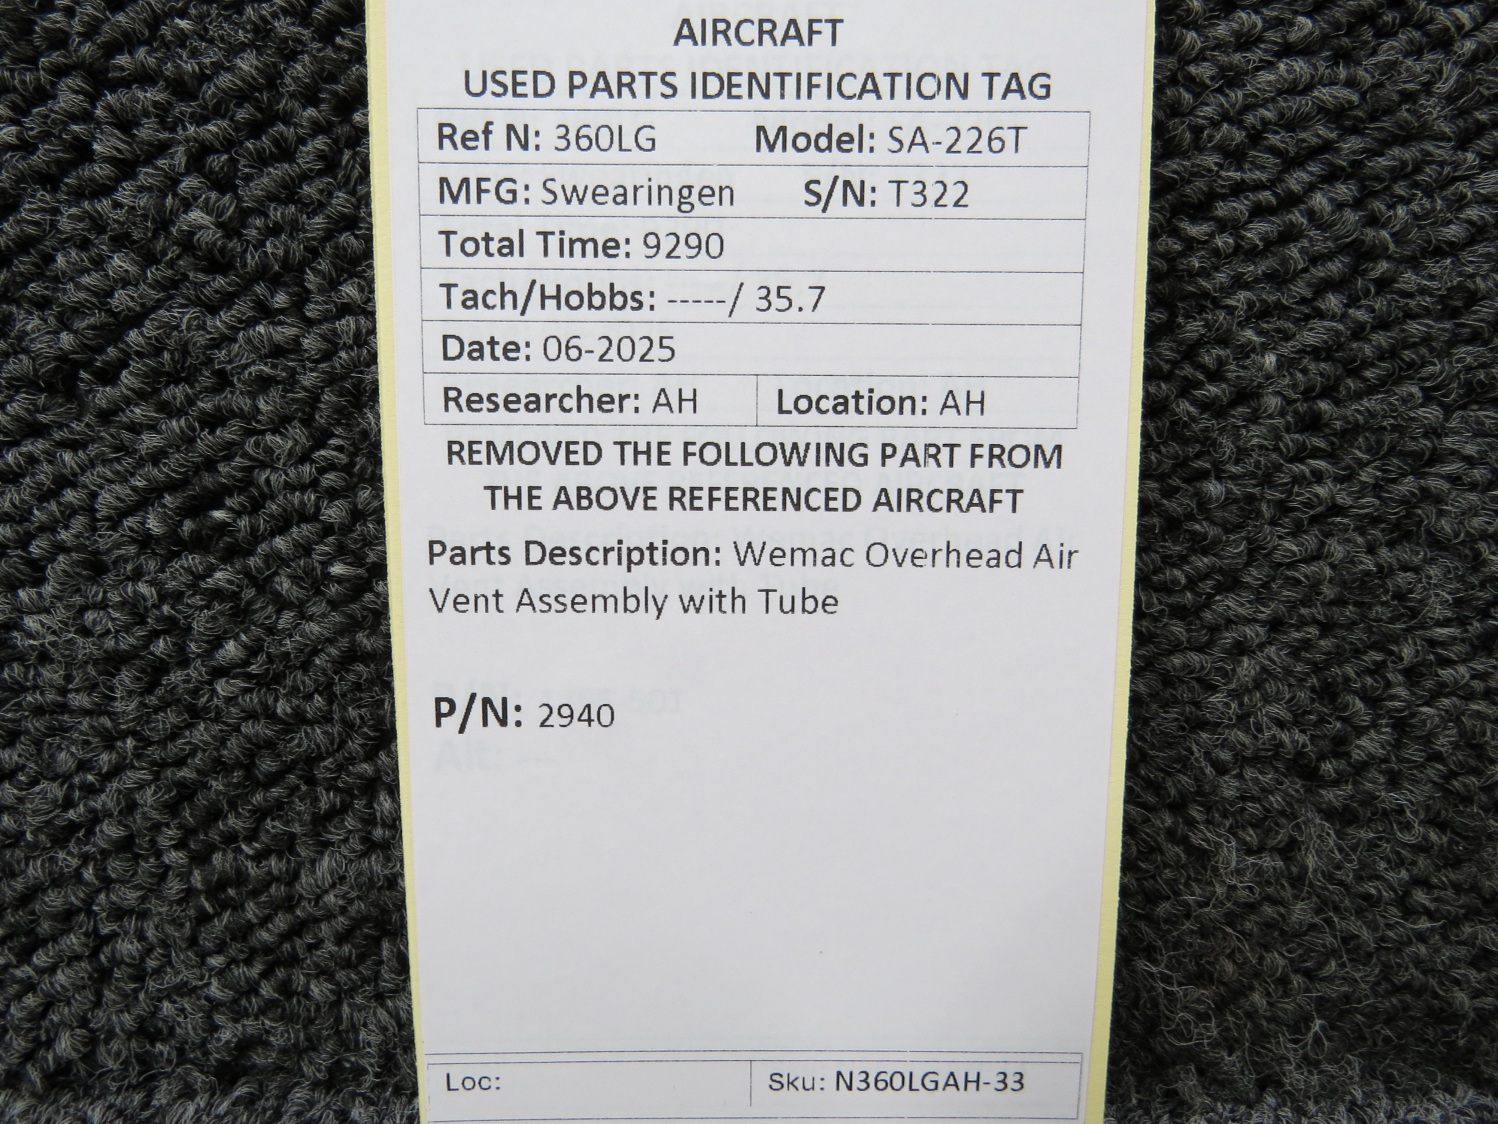 AIRCRAFT
USED PARTS IDENTIFICATION TAG
Ref N: 360LG Model: SA-226T
MFG: Swearingen S/N: T322
Total Time: 9290
Tach/Hobbs: -----/ 35.7
Date: 06-2025
Researcher: AH Location: AH
REMOVED THE FOLLOWING PART FROM
THE ABOVE REFERENCED AIRCRAFT
Parts Description: Wemac Overhead Air
Vent Assembly with Tube
P/N: 2940
Loc: Sku: N360LGAH-33